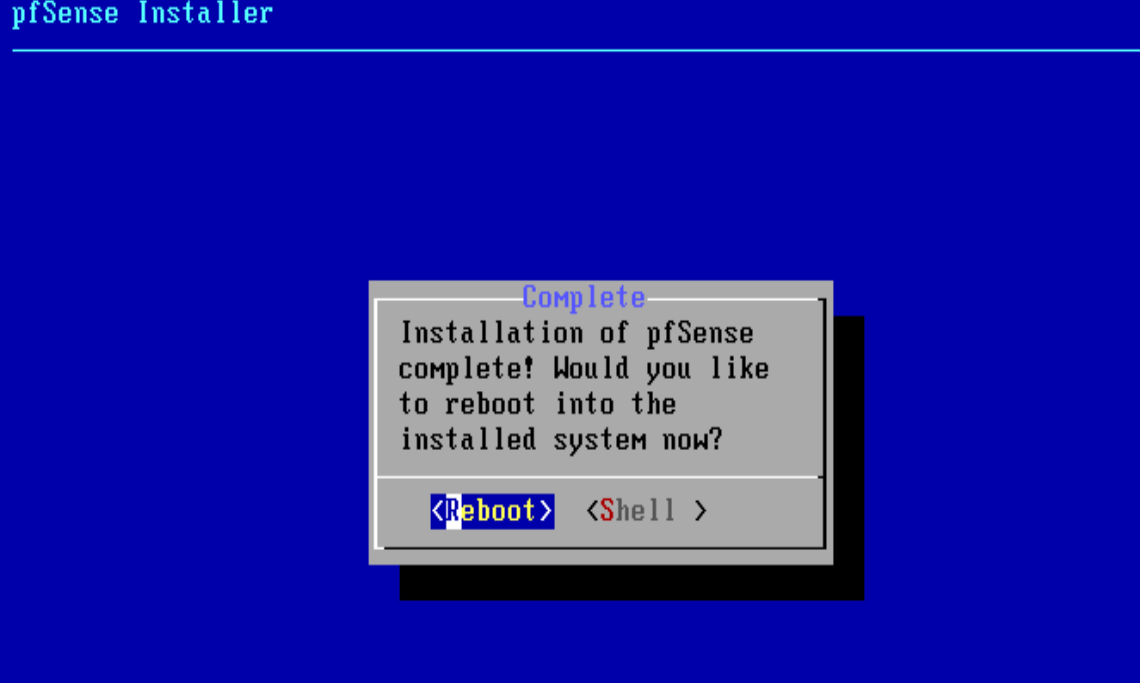 pfSense Installer
Complete
Installation of pfSense
complete! Would you like
to reboot into the
installed system now?
<Reboot> <Shell >